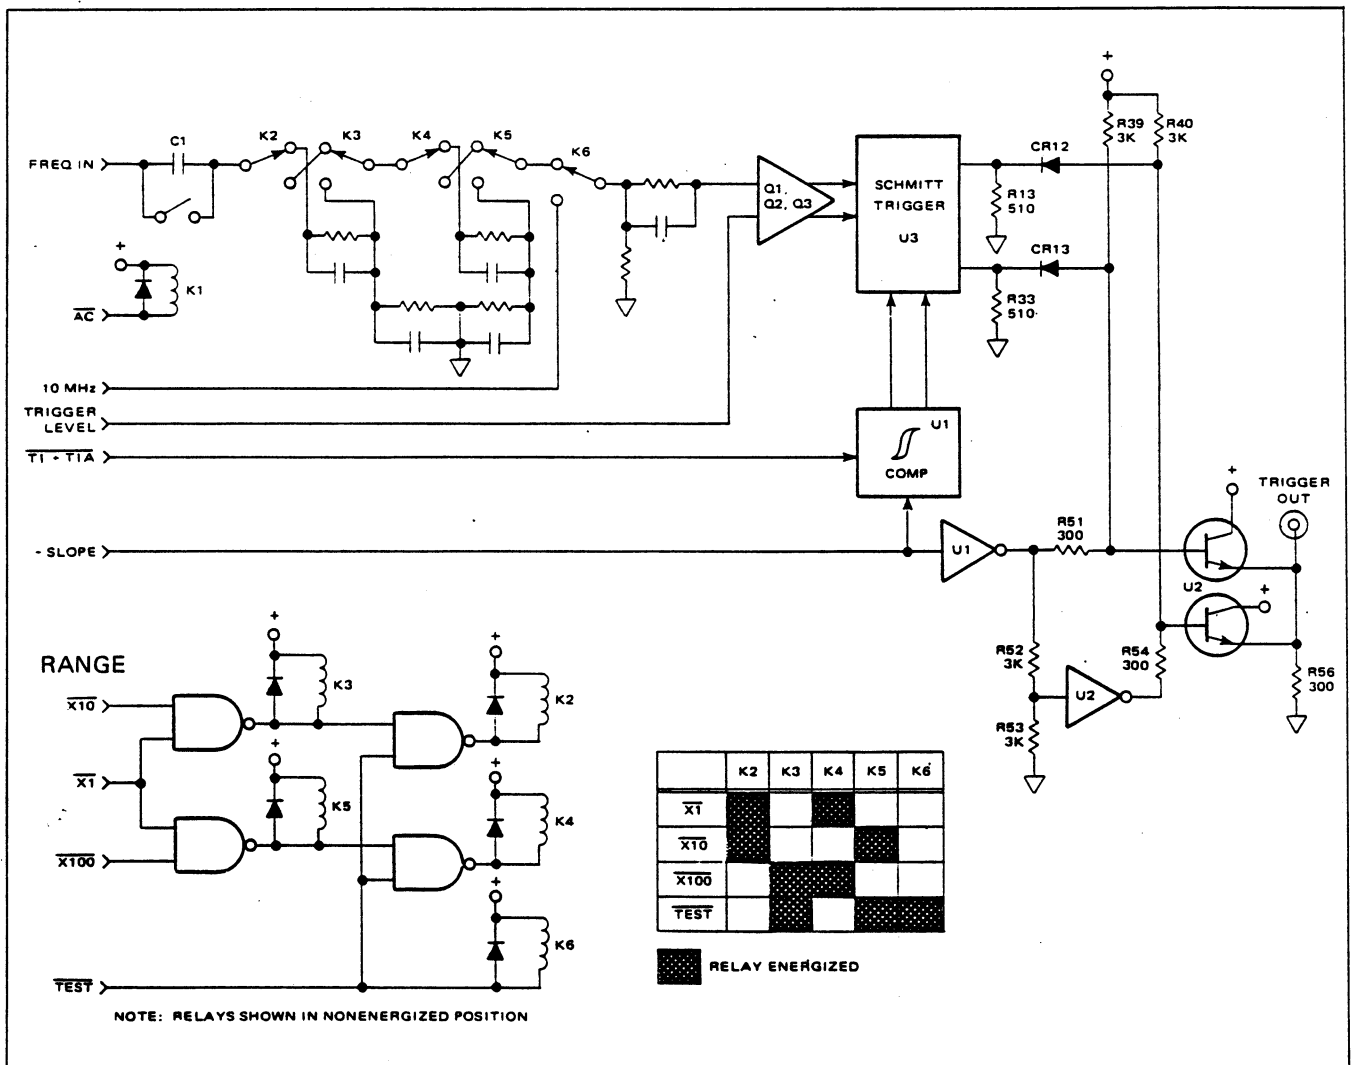 +
R39
3K
R40
3K
C1
K2
K3
K4
K5
K6
FREQ IN
CR12
Q1,
Q2, Q3
SCHMITT
TRIGGER
U3
R13
510
CR13
R33
510
+
K1
AC
10 MHz
TRIGGER
LEVEL
U1
COMP
TI + TIA
+
TRIGGER
OUT
- SLOPE
U1
R51
300
U2
+
R52
3K
R54
300
U2
R56
300
R53
3K
RANGE
+
K3
+
K2
X10
X1
+
K5
+
K4
X100
+
K6
TEST
K2 K3 K4 K5 K6
X1
X10
X100
TEST
RELAY ENERGIZED
NOTE: RELAYS SHOWN IN NONENERGIZED POSITION